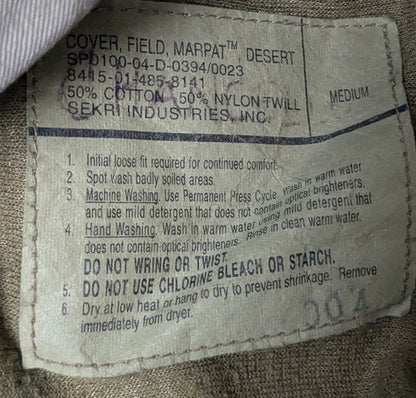 COVER, FIELD, MARPAT™, DESERT
SP0100-04-D-0394/0023
8415-01-485-8141
50% COTTON 50% NYLON TWILL
SEKRI INDUSTRIES, INC.
MEDIUM
1. Initial loose fit required for continued comfort.
2. Spot wash badly soiled areas.
3. Machine Washing. Use Permanent Press Cycle. Wash in warm water
and use mild detergent that does not contain optical brighteners.
4. Hand Washing. Wash in warm water using mild detergent that
does not contain optical brighteners. Rinse in clean warm water.
DO NOT WRING OR TWIST.
5. DO NOT USE CHLORINE BLEACH OR STARCH.
6. Dry at low heat or hang to dry to prevent shrinkage. Remove
immediately from dryer.
004